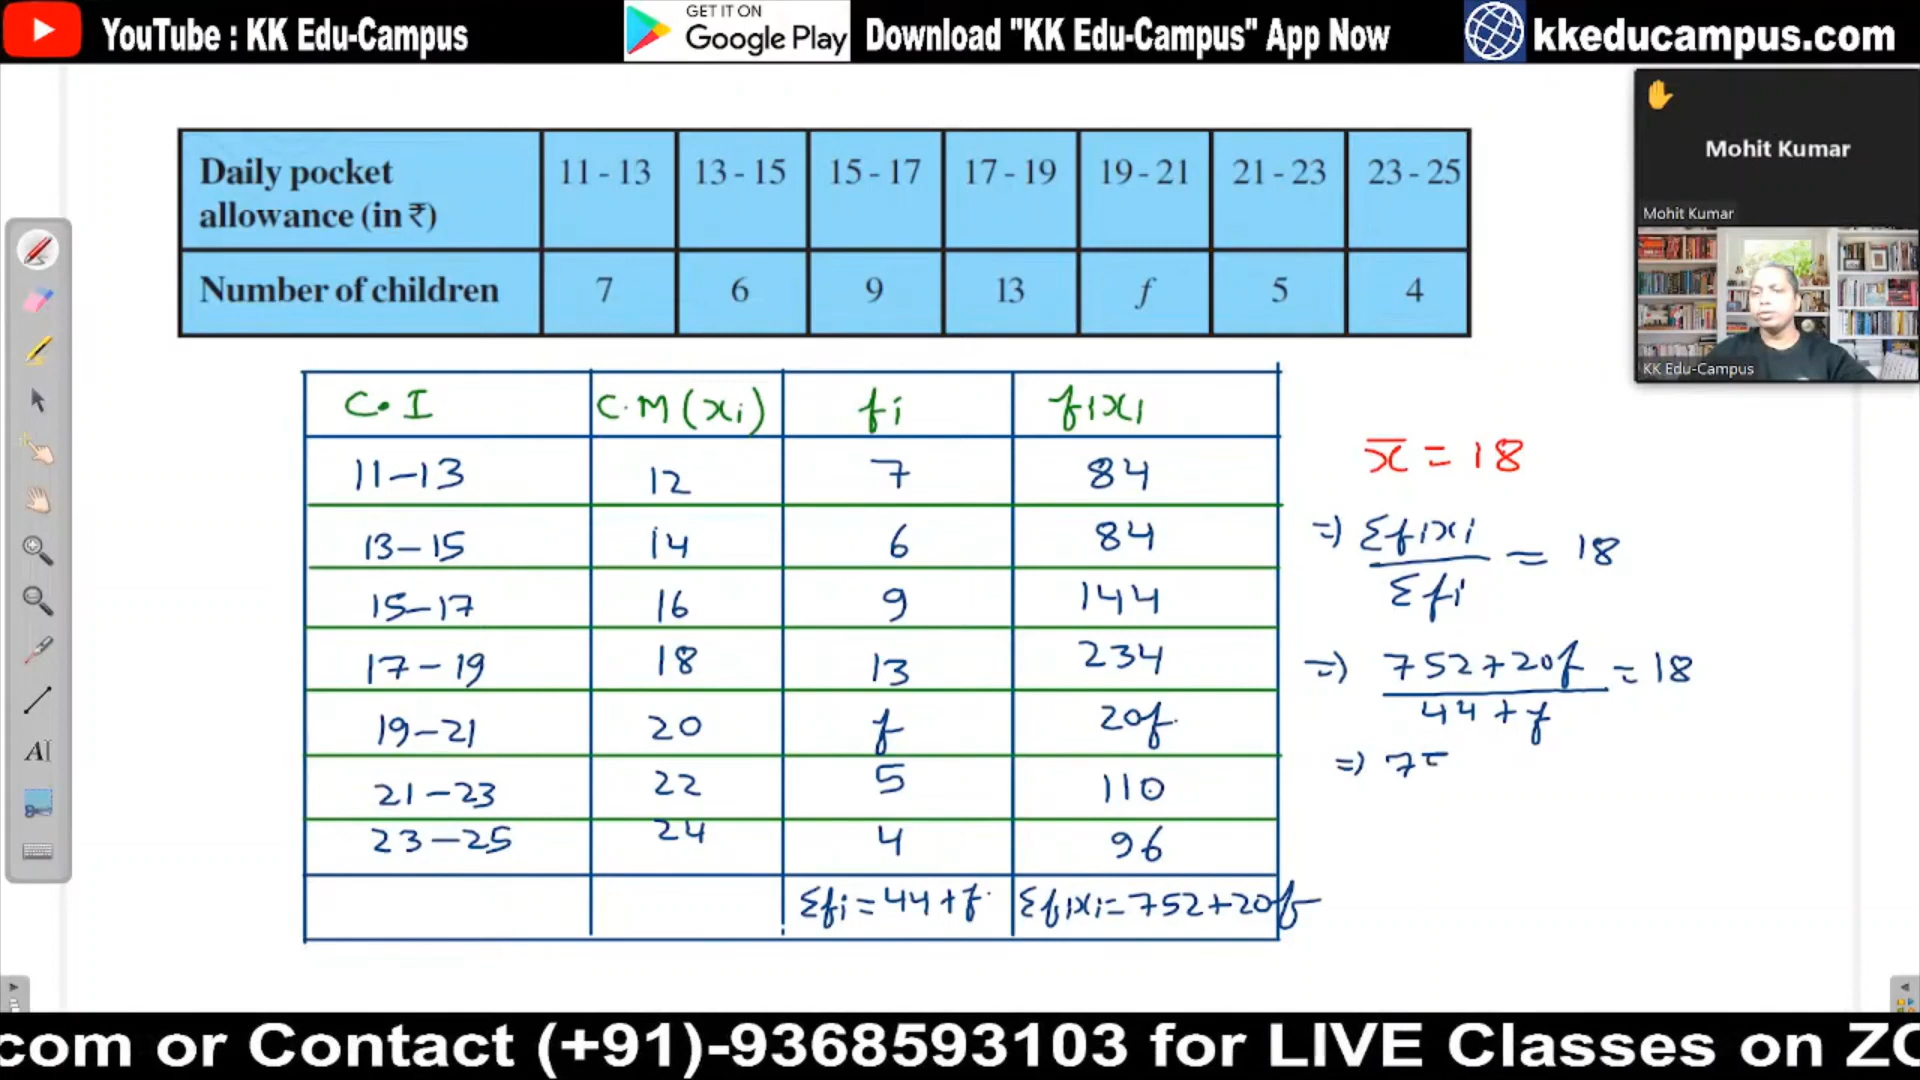 YouTube : KK Edu-Campus
GET IT ON
Google Play
Download "KK Edu-Campus" App Now
kkeducampus.com
Mohit Kumar
Mohit Kumar
KK Edu-Campus
Daily pocket allowance (in ₹) 11 - 13 13 - 15 15 - 17 17 - 19 19 - 21 21 - 23 23 - 25
Number of children 7 6 9 13 f 5 4
C.I C.M (xi) fi fixi
11-13 12 7 84
13-15 14 6 84
15-17 16 9 144
17-19 18 13 234
19-21 20 f 20f
21-23 22 5 110
23-25 24 4 96
Σfi = 44+f Σfixi = 752+20f
x̄ = 18
=) Σfixi / Σfi = 18
=) 752+20f / 44+f = 18
=) 7
AI
com or Contact (+91)-9368593103 for LIVE Classes on ZO